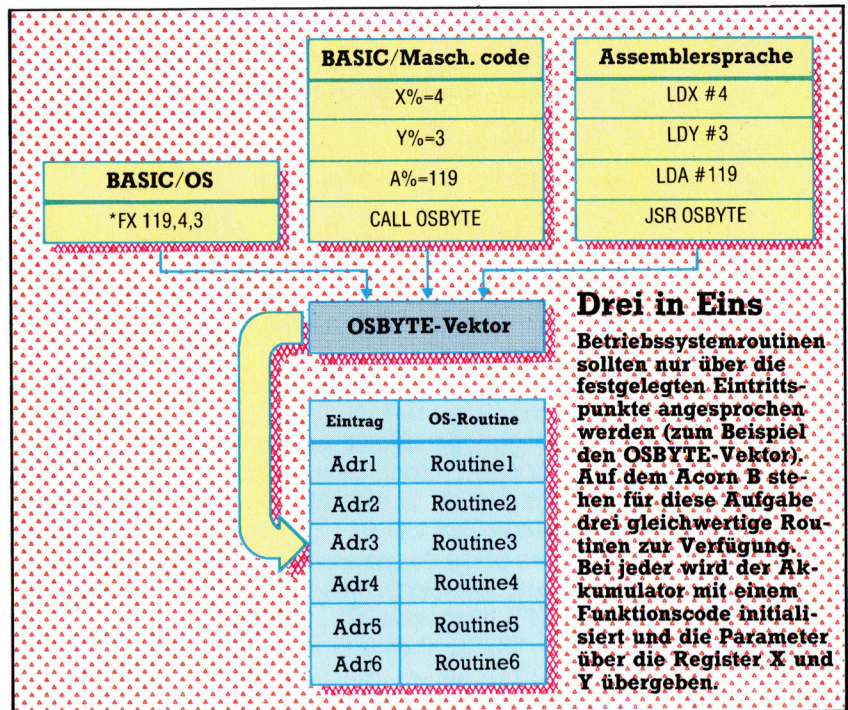 BASIC/Masch. code
X%=4
Y%=3
A%=119
CALL OSBYTE
Assemblersprache
LDX #4
LDY #3
LDA #119
JSR OSBYTE
BASIC/OS
*FX 119,4,3
OSBYTE-Vektor
Eintrag OS-Routine
Adr1 Routine1
Adr2 Routine2
Adr3 Routine3
Adr4 Routine4
Adr5 Routine5
Adr6 Routine6
Drei in Eins
Betriebssystemroutinen
sollten nur über die
festgelegten Eintritts-
punkte angesprochen
werden (zum Beispiel
den OSBYTE-Vektor).
Auf dem Acorn B ste-
hen für diese Aufgabe
drei gleichwertige Rou-
tinen zur Verfügung.
Bei jeder wird der Ak-
kumulator mit einem
Funktionscode initiali-
siert und die Parameter
über die Register X und
Y übergeben.